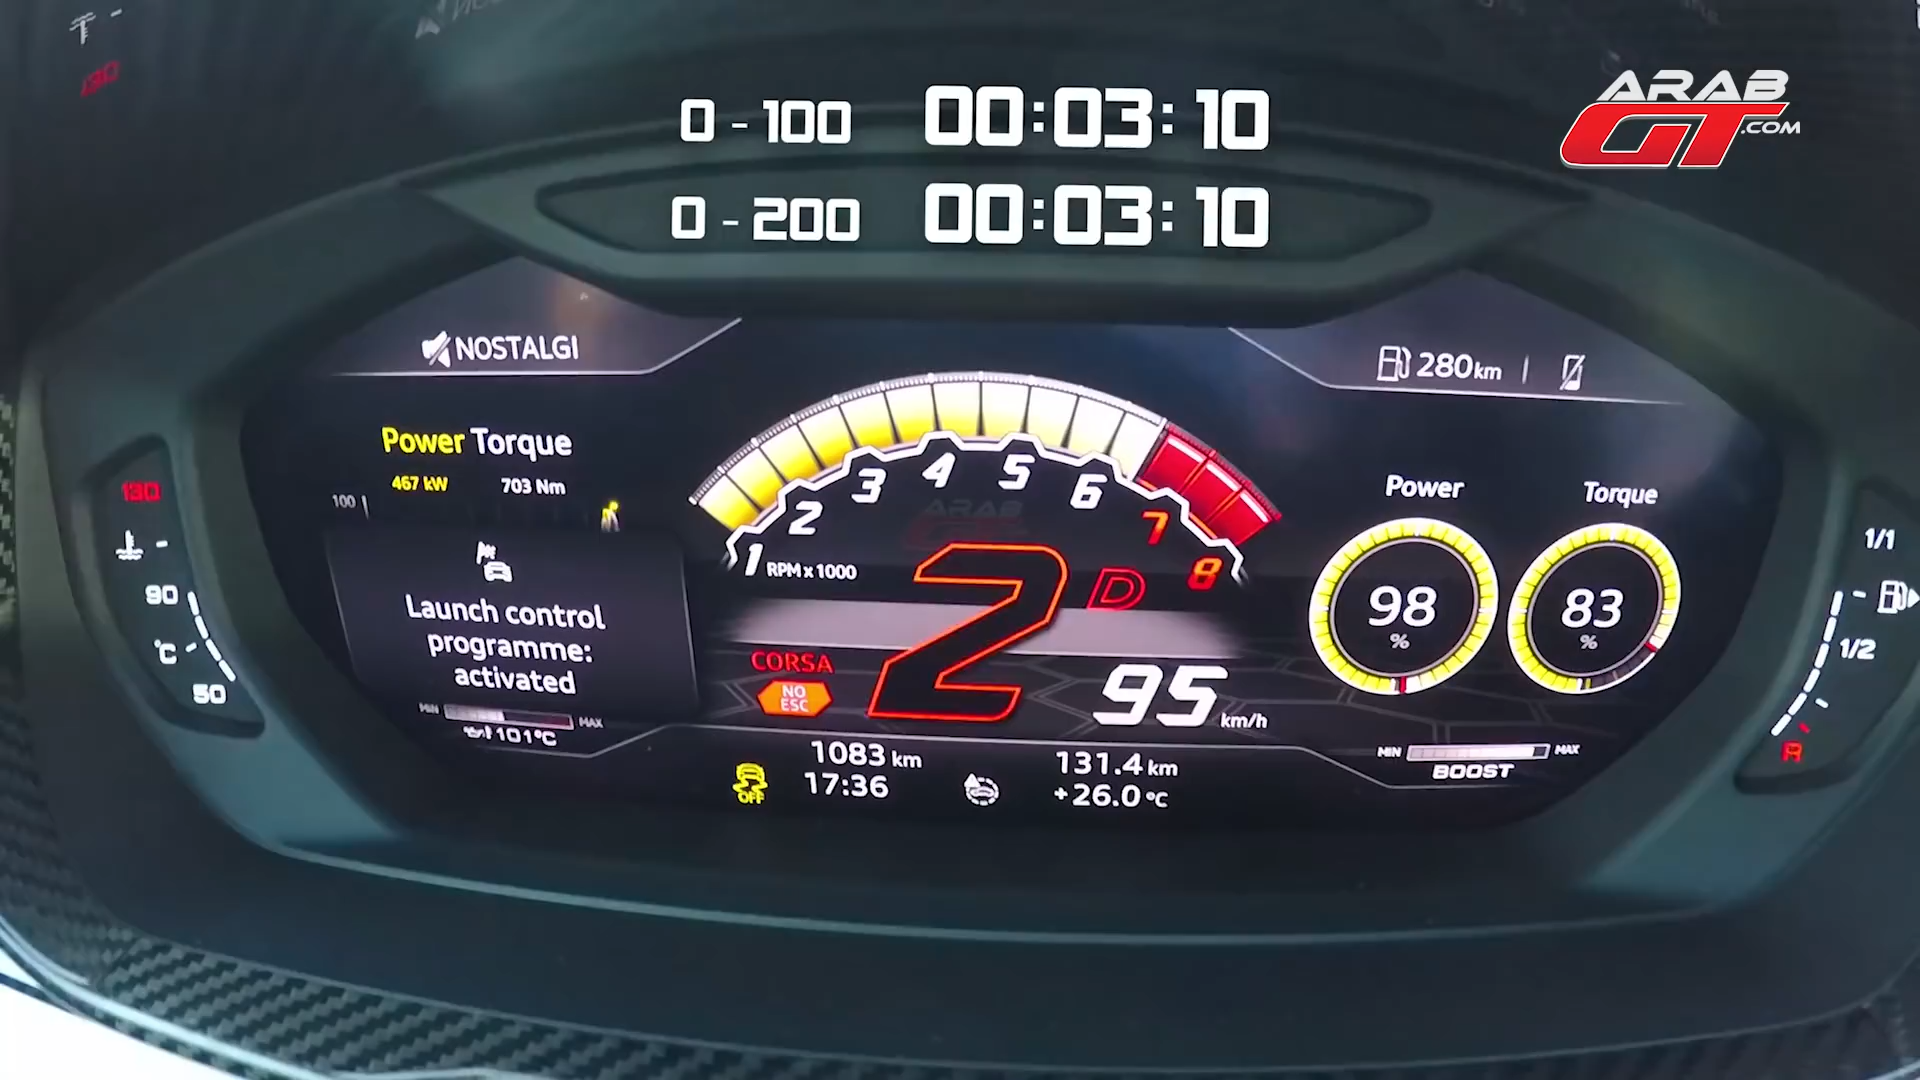 ARAB
GT.COM
0 - 100 00:03:10
0 - 200 00:03:10
NOSTALGI
280 km
Power Torque
467 kW 703 Nm
100
Launch control
programme:
activated
MIN MAX
101°C
130
90
°C
50
1 2 3 4 5 6 7 8
RPM x 1000
2 D
CORSA
NO
ESC
95 km/h
1083 km
17:36
OFF
131.4 km
+26.0 °C
Power Torque
98 % 83 %
MIN MAX
BOOST
1/1
1/2
R